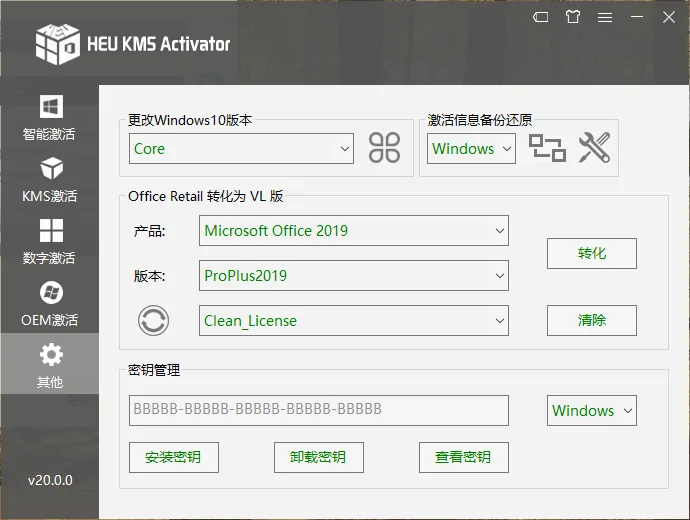 HEU KMS Activator
智能激活
KMS激活
数字激活
OEM激活
其他
v20.0.0
更改Windows10版本
Core
激活信息备份还原
Windows
Office Retail 转化为 VL 版
产品:
Microsoft Office 2019
转化
版本:
ProPlus2019
Clean_License
清除
密钥管理
BBBBB-BBBBB-BBBBB-BBBBB-BBBBB
Windows
安装密钥
卸载密钥
查看密钥